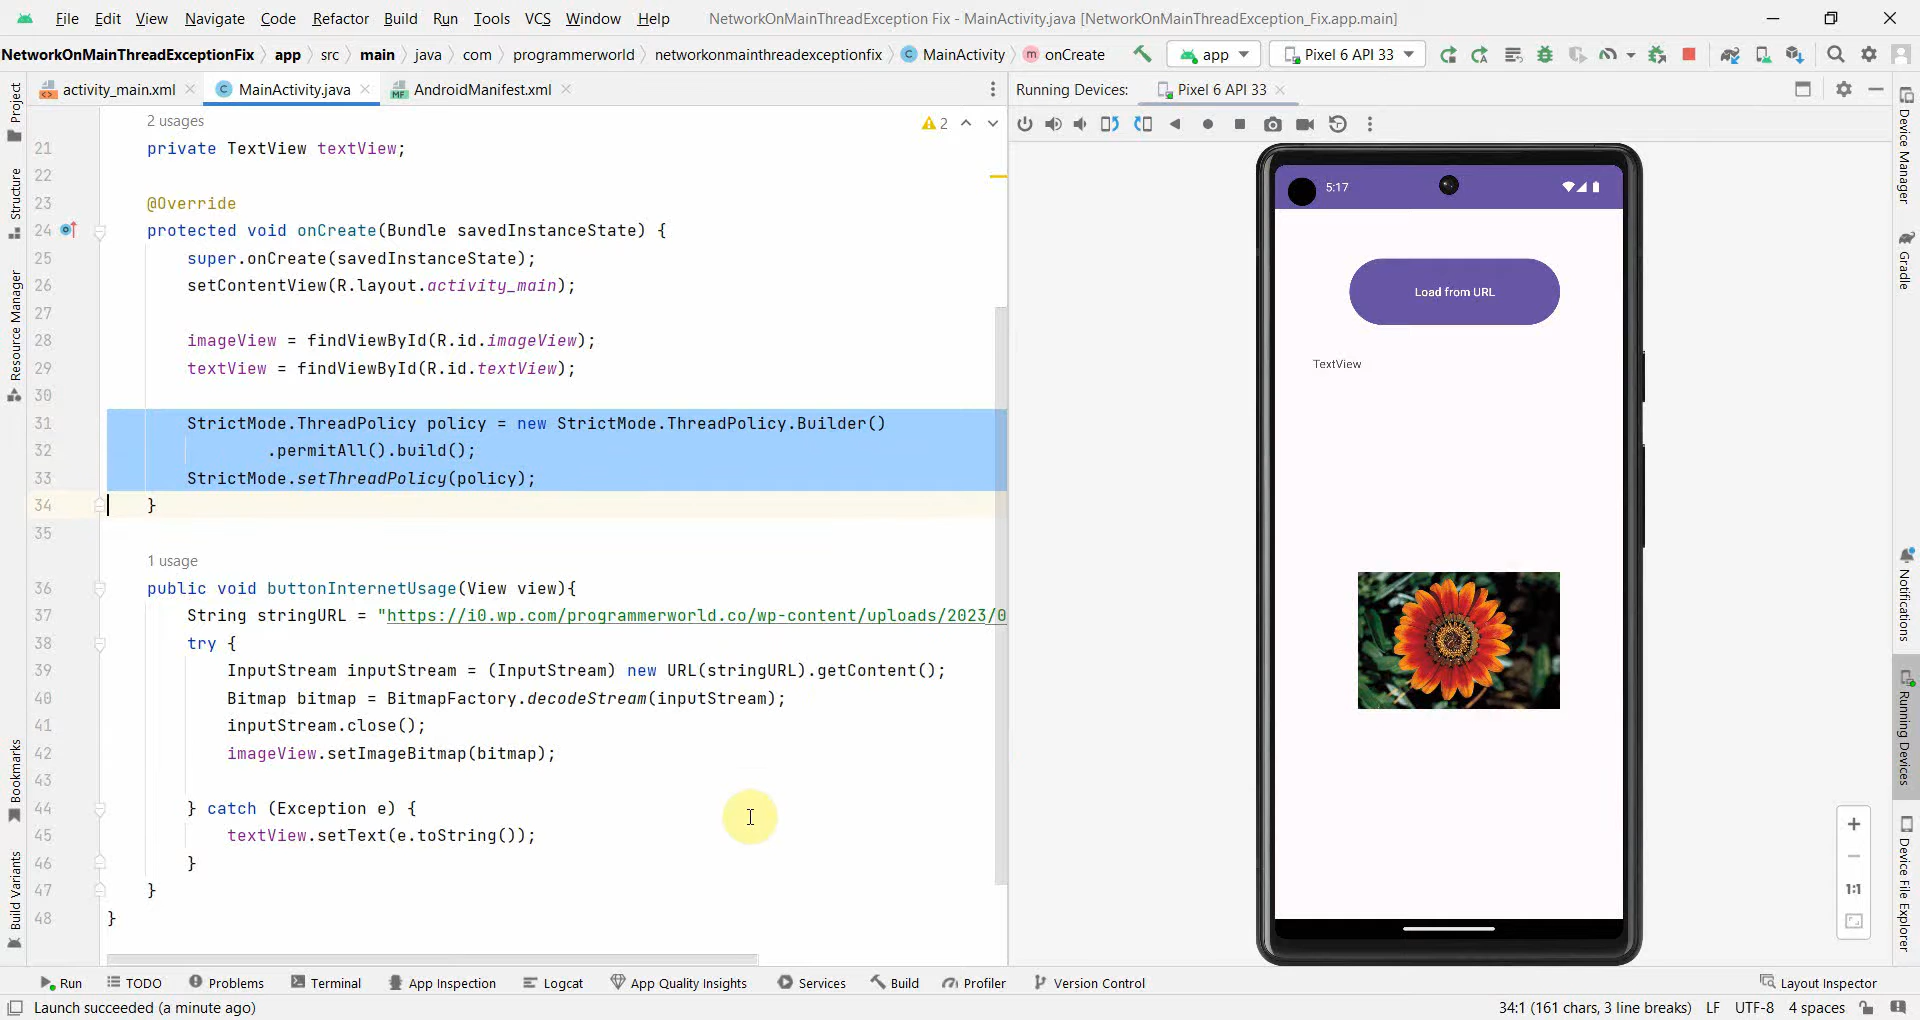 File Edit View Navigate Code Refactor Build Run Tools VCS Window Help NetworkOnMainThreadException Fix - MainActivity.java [NetworkOnMainThreadException_Fix.app.main]
NetworkOnMainThreadExceptionFix app src main java com programmerworld networkonmainthreadexceptionfix C MainActivity m onCreate app Pixel 6 API 33
activity_main.xml C MainActivity.java MF AndroidManifest.xml Running Devices: Pixel 6 API 33
2 usages 2
21 private TextView textView;
22
23 @Override
24 protected void onCreate(Bundle savedInstanceState) {
25 super.onCreate(savedInstanceState);
26 setContentView(R.layout.activity_main);
27
28 imageView = findViewById(R.id.imageView);
29 textView = findViewById(R.id.textView);
30
31 StrictMode.ThreadPolicy policy = new StrictMode.ThreadPolicy.Builder()
32 .permitAll().build();
33 StrictMode.setThreadPolicy(policy);
34 }
35
1 usage
36 public void buttonInternetUsage(View view){
37 String stringURL = "https://i0.wp.com/programmerworld.co/wp-content/uploads/2023/0
38 try {
39 InputStream inputStream = (InputStream) new URL(stringURL).getContent();
40 Bitmap bitmap = BitmapFactory.decodeStream(inputStream);
41 inputStream.close();
42 imageView.setImageBitmap(bitmap);
43
44 } catch (Exception e) {
45 textView.setText(e.toString());
46 }
47 }
48 }
5:17
Load from URL
TextView
1:1
Project
Structure
Resource Manager
Bookmarks
Build Variants
Device Manager
Gradle
Notifications
Running Devices
Device File Explorer
Run TODO Problems Terminal App Inspection Logcat App Quality Insights Services Build Profiler Version Control Layout Inspector
Launch succeeded (a minute ago) 34:1 (161 chars, 3 line breaks) LF UTF-8 4 spaces